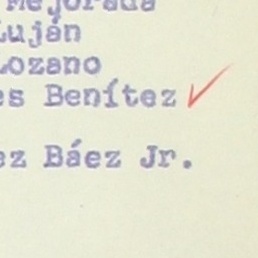 Mejorada
Luján
Lozano
es Benítez
ez Báez Jr.